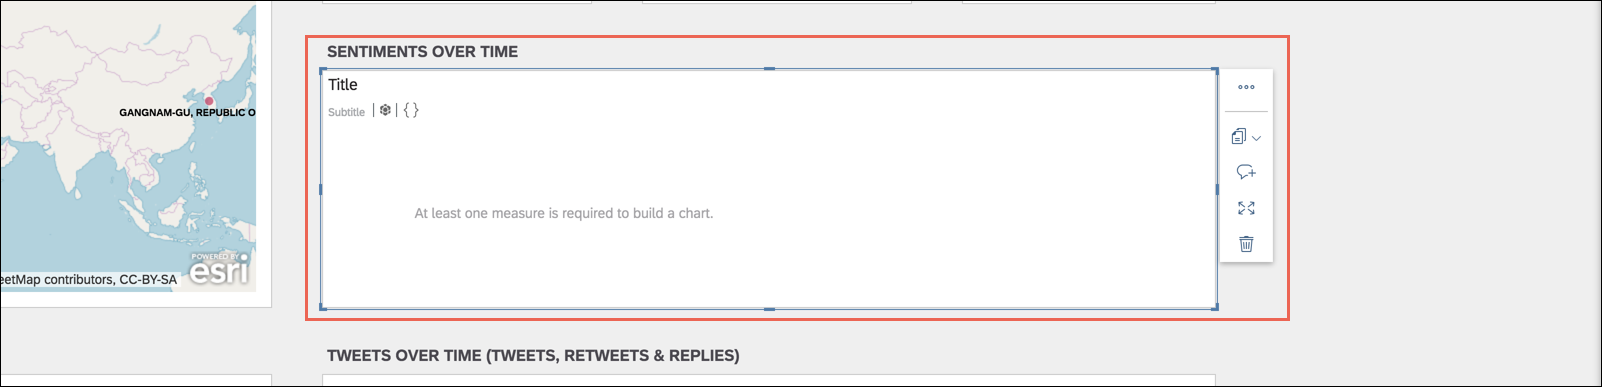 GANGNAM-GU, REPUBLIC O
POWERED BY
esri
eetMap contributors, CC-BY-SA
SENTIMENTS OVER TIME
Title
Subtitle | | { }
At least one measure is required to build a chart.
TWEETS OVER TIME (TWEETS, RETWEETS & REPLIES)